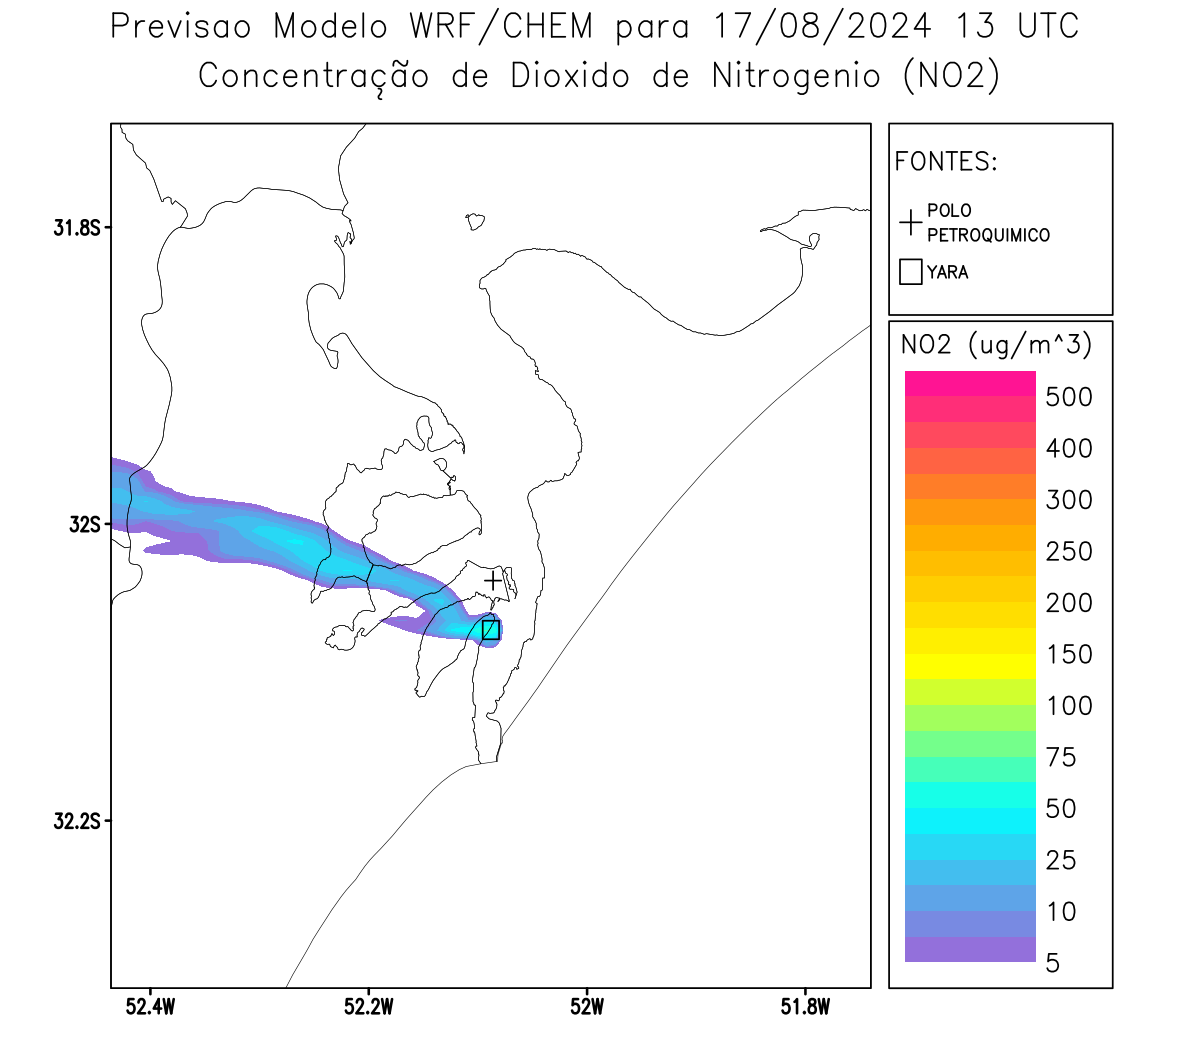 Previsao Modelo WRF/CHEM para 17/08/2024 13 UTC
Concentração de Dioxido de Nitrogenio (NO2)
FONTES:
POLO
PETROQUIMICO
YARA
31.8S
32S
32.2S
52.4W
52.2W
52W
51.8W
NO2 (ug/m^3)
500
400
300
250
200
150
100
75
50
25
10
5